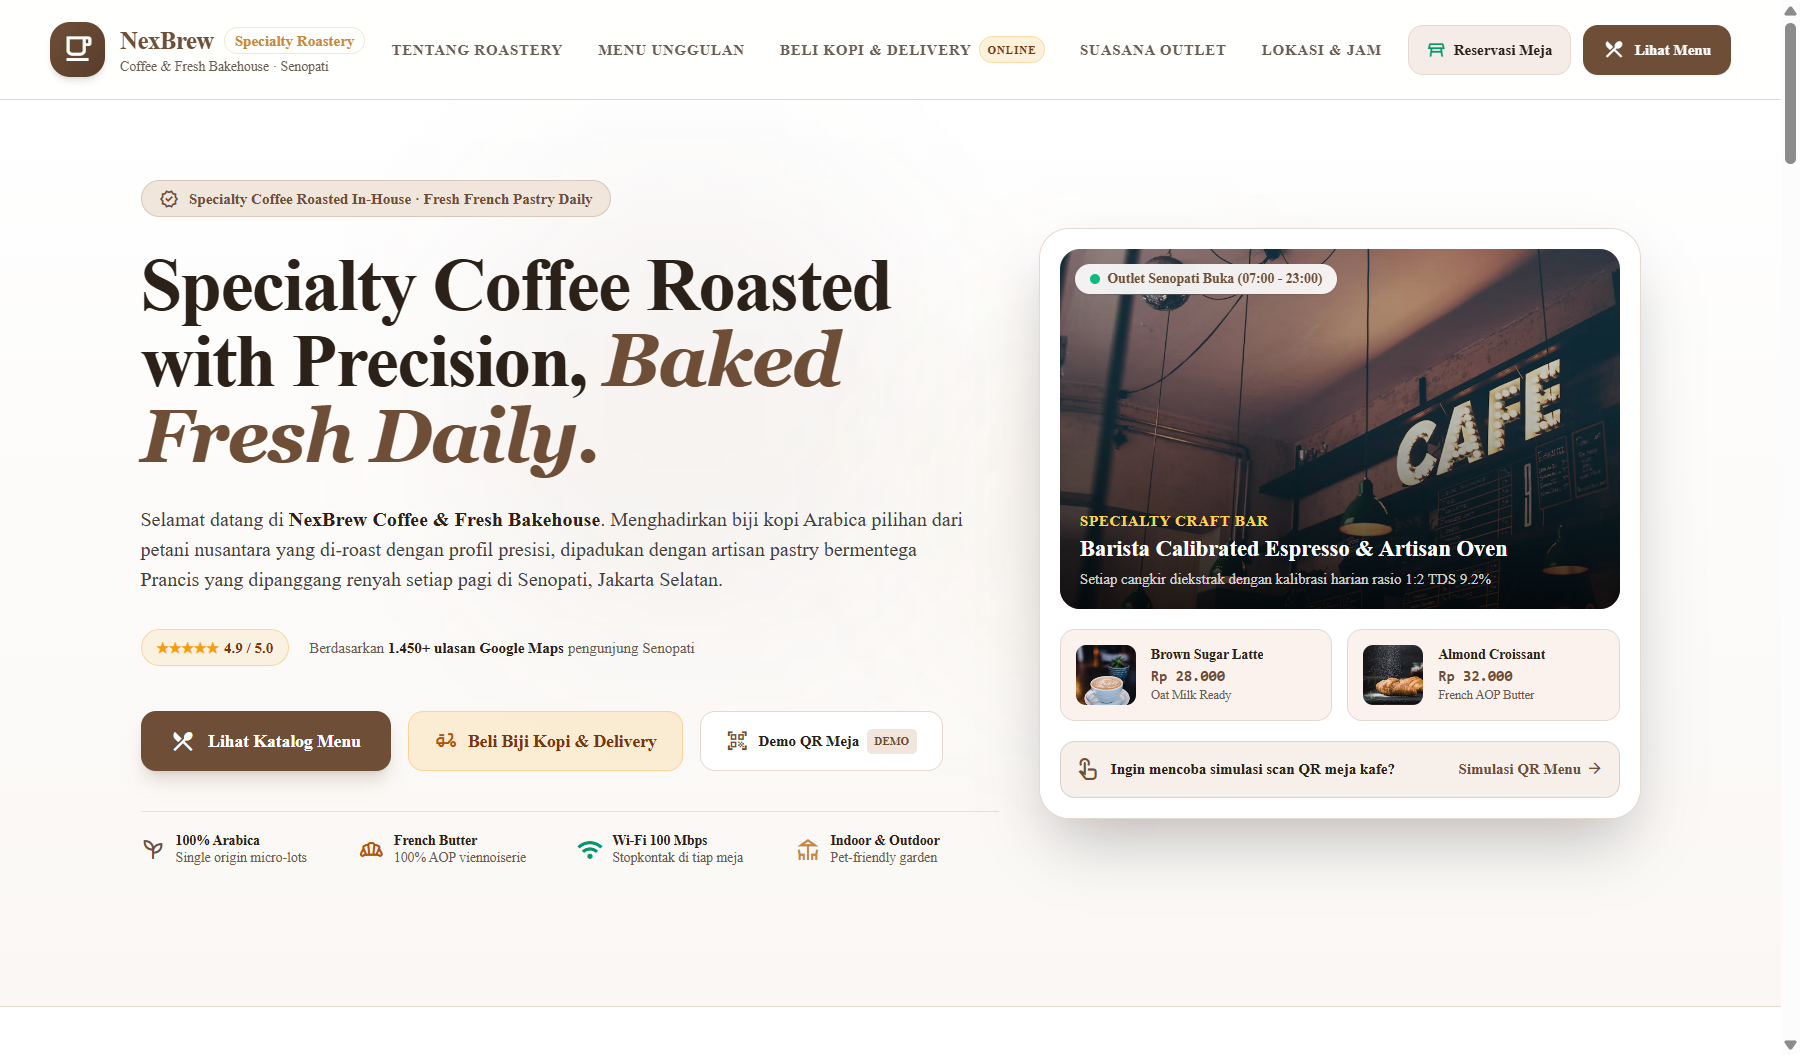 NexBrew
Specialty Roastery
Coffee & Fresh Bakehouse · Senopati
TENTANG ROASTERY
MENU UNGGULAN
BELI KOPI & DELIVERY
ONLINE
SUASANA OUTLET
LOKASI & JAM
Reservasi Meja
Lihat Menu
Specialty Coffee Roasted In-House · Fresh French Pastry Daily
Specialty Coffee Roasted
with Precision, Baked
Fresh Daily.
Selamat datang di NexBrew Coffee & Fresh Bakehouse. Menghadirkan biji kopi Arabica pilihan dari
petani nusantara yang di-roast dengan profil presisi, dipadukan dengan artisan pastry bermentega
Prancis yang dipanggang renyah setiap pagi di Senopati, Jakarta Selatan.
★★★★★ 4.9 / 5.0
Berdasarkan 1.450+ ulasan Google Maps pengunjung Senopati
Lihat Katalog Menu
Beli Biji Kopi & Delivery
Demo QR Meja
DEMO
100% Arabica
Single origin micro-lots
French Butter
100% AOP viennoiserie
Wi-Fi 100 Mbps
Stopkontak di tiap meja
Indoor & Outdoor
Pet-friendly garden
Outlet Senopati Buka (07:00 - 23:00)
CAFE
SPECIALTY CRAFT BAR
Barista Calibrated Espresso & Artisan Oven
Setiap cangkir diekstrak dengan kalibrasi harian rasio 1:2 TDS 9.2%
Brown Sugar Latte
Rp 28.000
Oat Milk Ready
Almond Croissant
Rp 32.000
French AOP Butter
Ingin mencoba simulasi scan QR meja kafe?
Simulasi QR Menu →